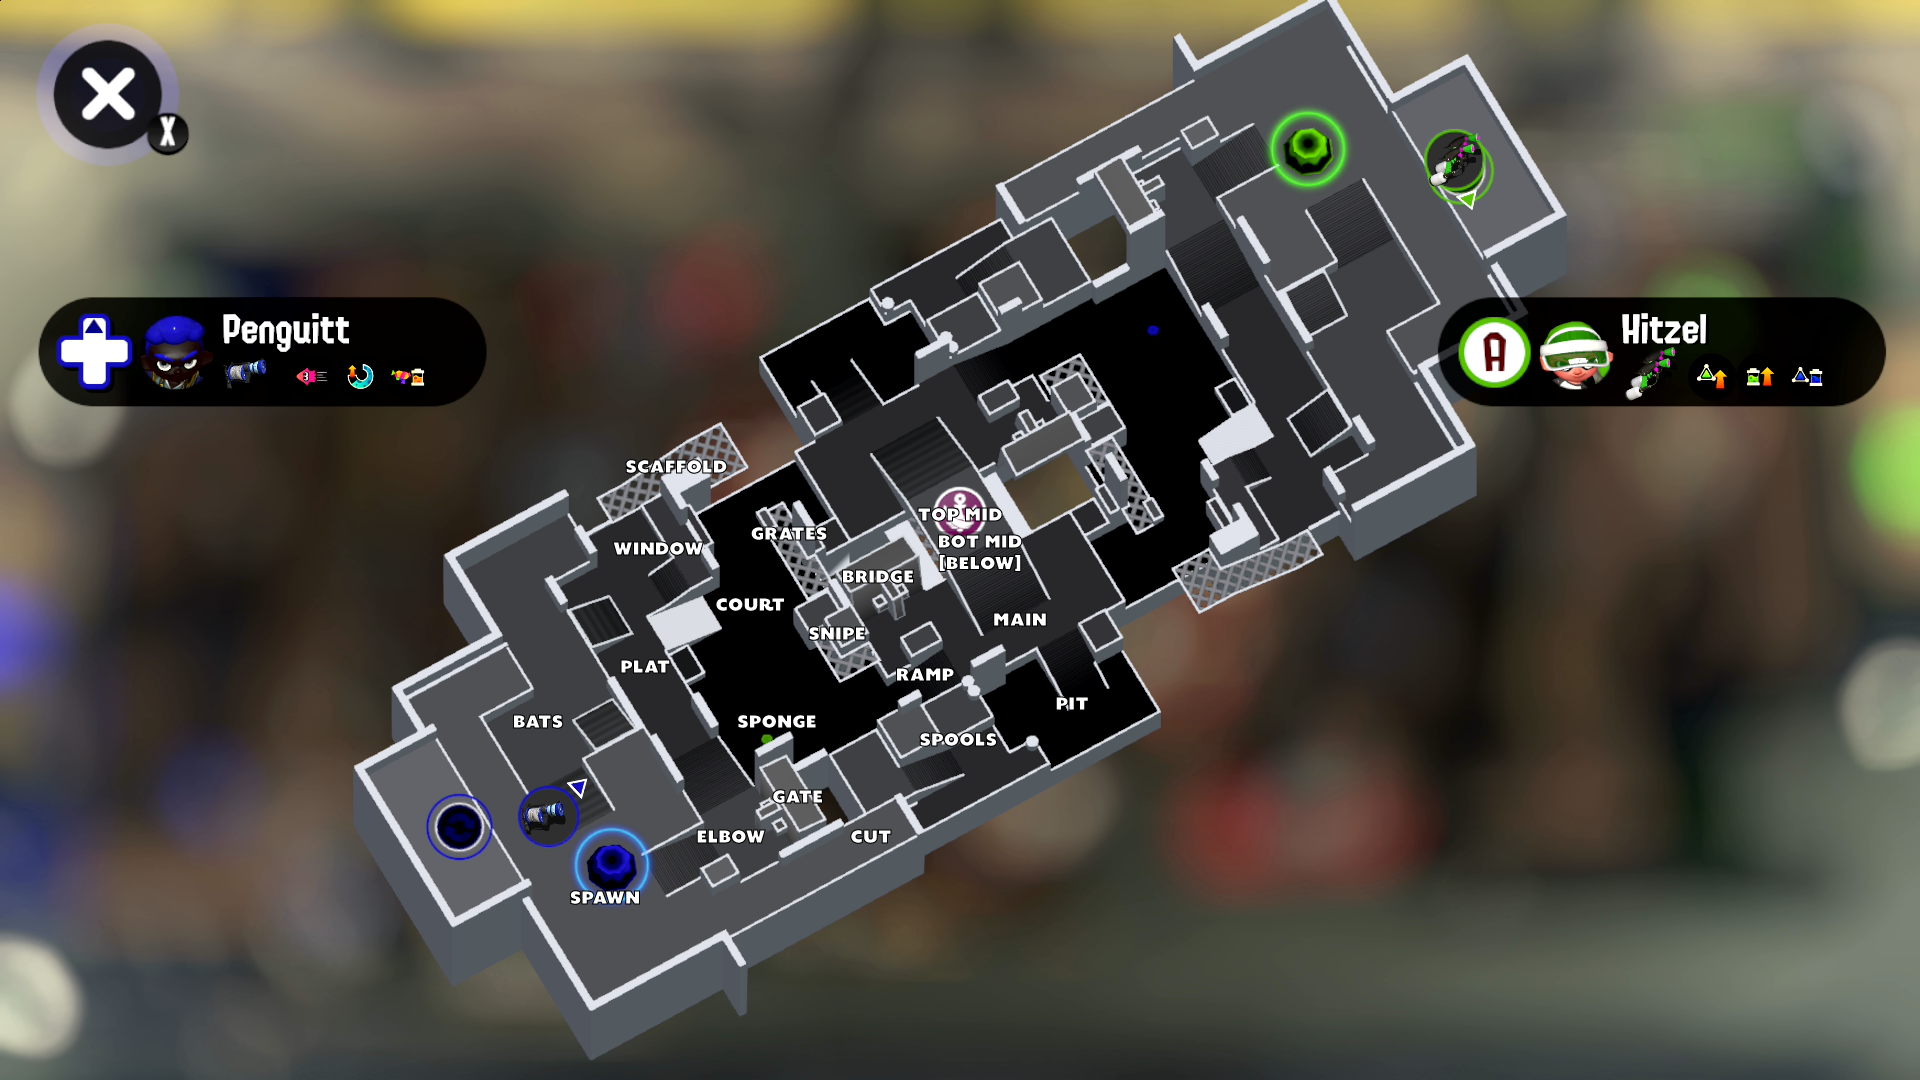 X
Penguitt
A
Hitzel
SCAFFOLD
GRATES
TOP MID
WINDOW
BOT MID
[BELOW]
BRIDGE
COURT
MAIN
SNIPE
PLAT
RAMP
PIT
BATS
SPONGE
SPOOLS
GATE
ELBOW
CUT
SPAWN